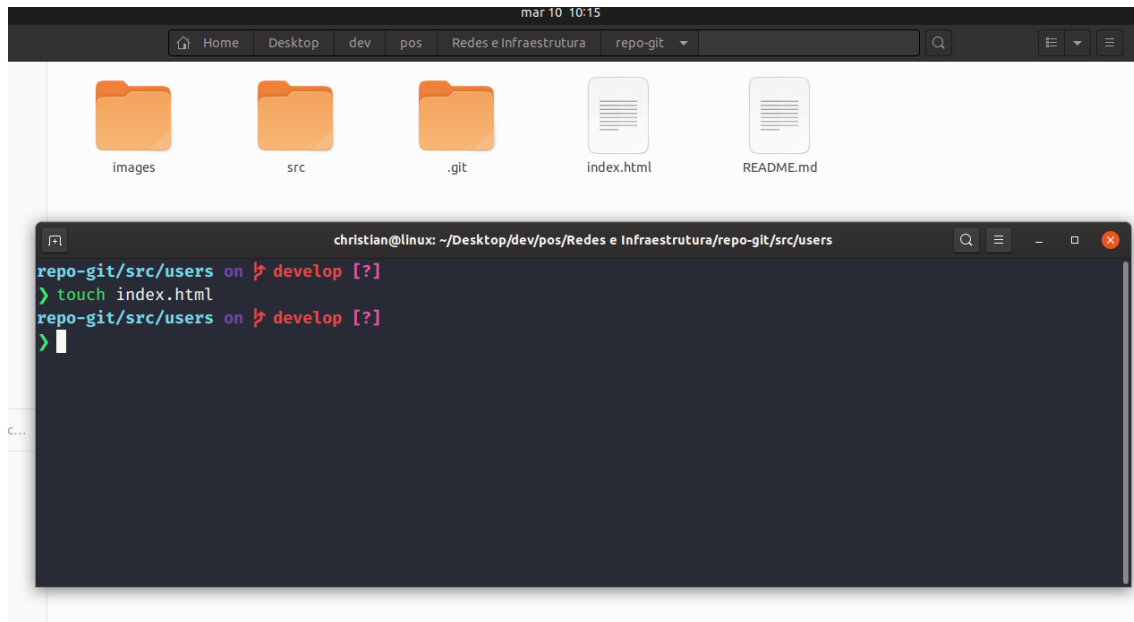 mar 10 10:15
Home Desktop dev pos Redes e Infraestrutura repo-git
images src .git index.html README.md
christian@linux: ~/Desktop/dev/pos/Redes e Infraestrutura/repo-git/src/users
repo-git/src/users on develop [?]
❯ touch index.html
repo-git/src/users on develop [?]
❯
c...